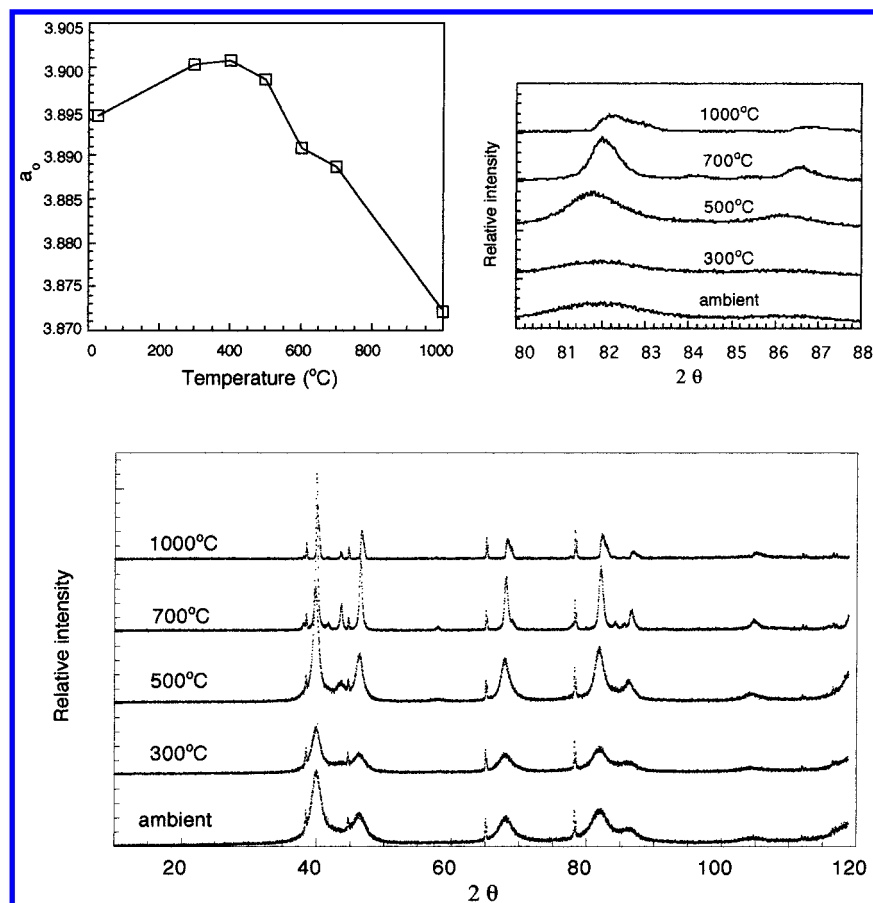 3.905
3.900
3.895
3.890
3.885
3.880
3.875
3.870
a₀
0 200 400 600 800 1000
Temperature (°C)
Relative intensity
1000°C
700°C
500°C
300°C
ambient
80 81 82 83 84 85 86 87 88
2 θ
Relative intensity
1000°C
700°C
500°C
300°C
ambient
20 40 60 80 100 120
2 θ